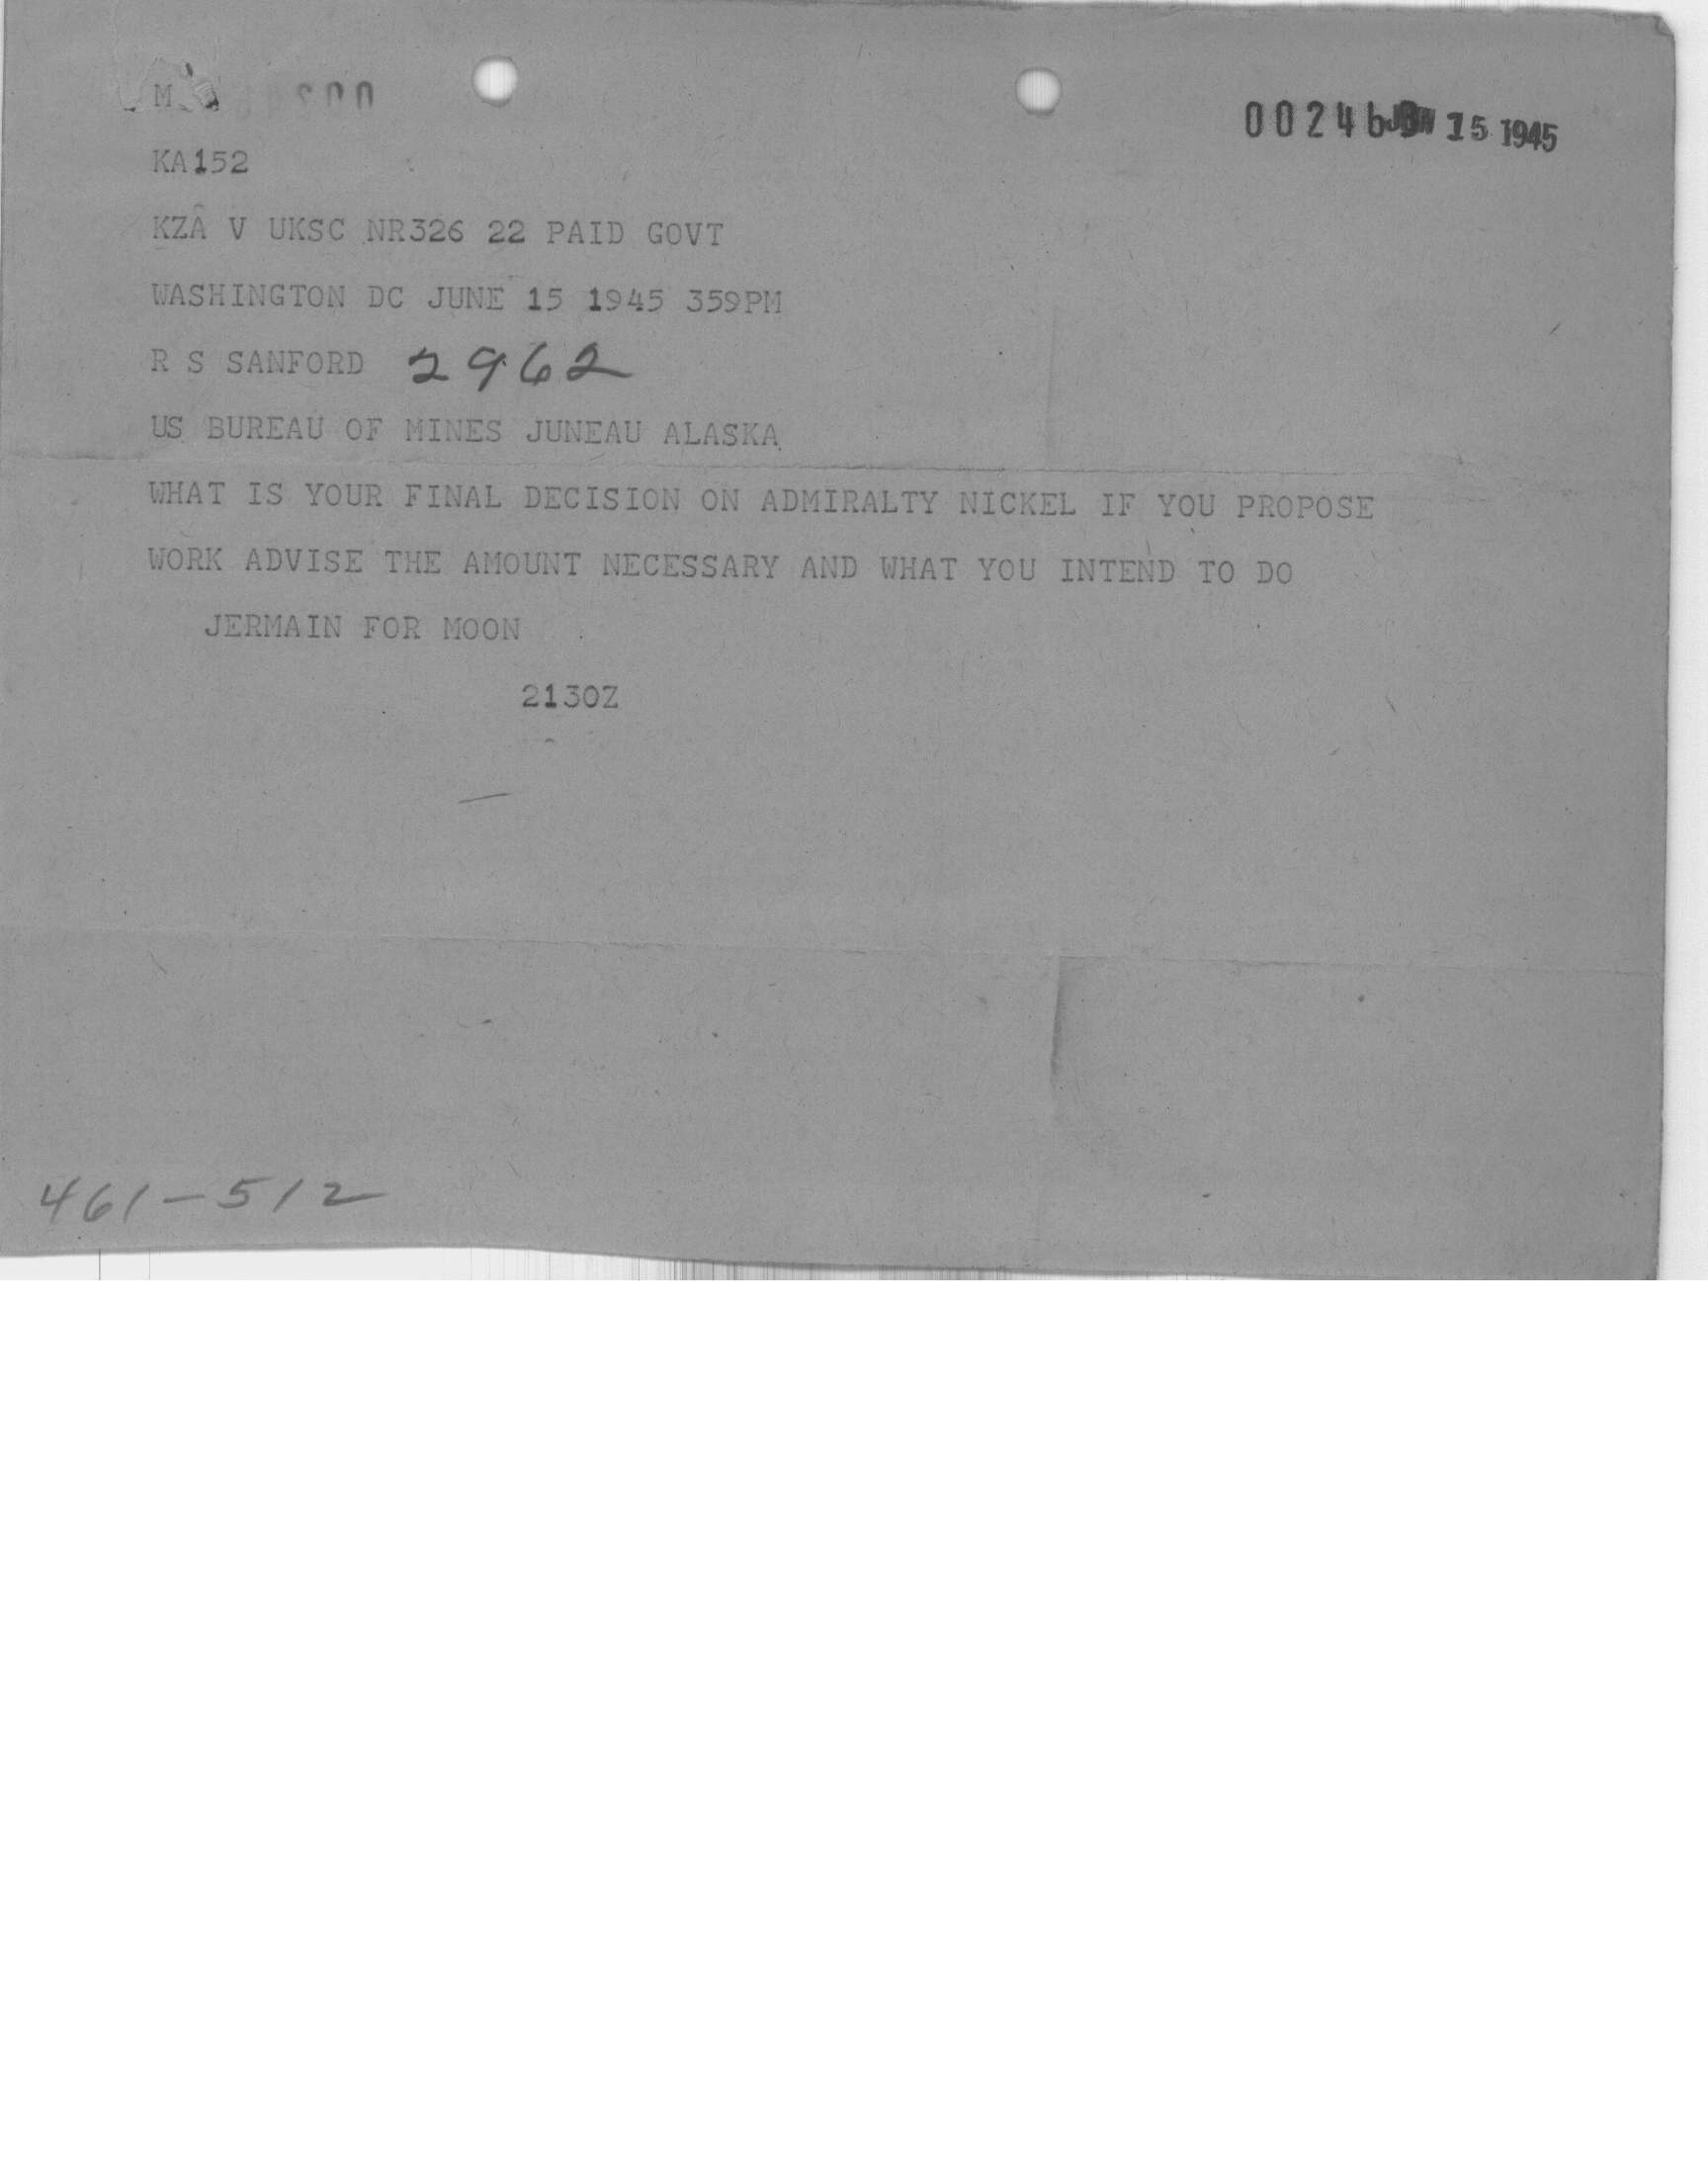 M
KA152
KZA V UKSC NR326 22 PAID GOVT
WASHINGTON DC JUNE 15 1945 359PM
R S SANFORD 2962
US BUREAU OF MINES JUNEAU ALASKA
WHAT IS YOUR FINAL DECISION ON ADMIRALTY NICKEL IF YOU PROPOSE
WORK ADVISE THE AMOUNT NECESSARY AND WHAT YOU INTEND TO DO
JERMAIN FOR MOON
2130Z
15 1945
461-512